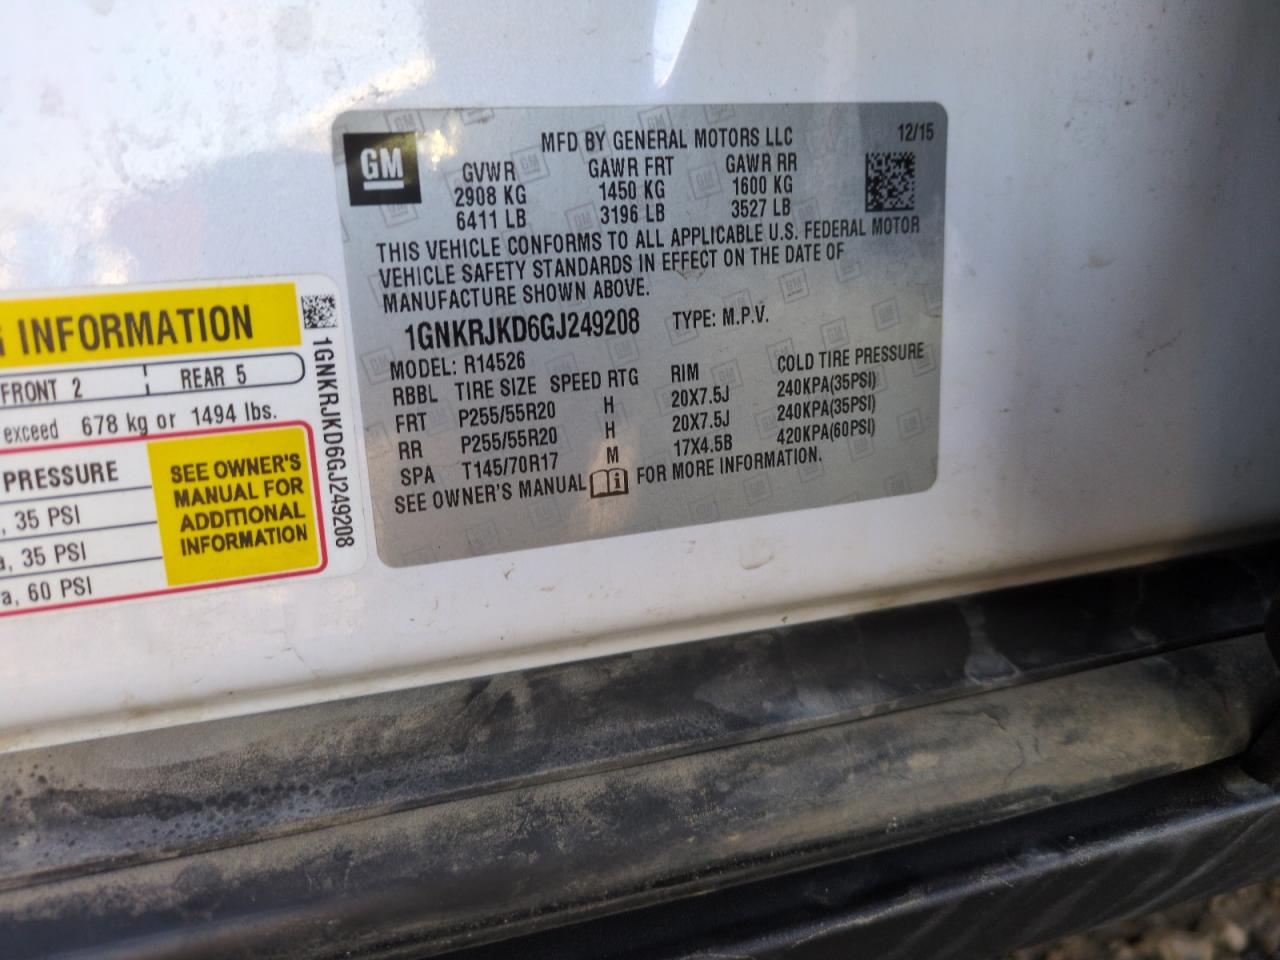 GM
MFD BY GENERAL MOTORS LLC
12/15
GVWR GAWR FRT GAWR RR
2908 KG 1450 KG 1600 KG
6411 LB 3196 LB 3527 LB
THIS VEHICLE CONFORMS TO ALL APPLICABLE U.S. FEDERAL MOTOR
VEHICLE SAFETY STANDARDS IN EFFECT ON THE DATE OF
MANUFACTURE SHOWN ABOVE.
1GNKRJKD6GJ249208 TYPE: M.P.V.
MODEL: R14526
RBBL TIRE SIZE SPEED RTG RIM COLD TIRE PRESSURE
FRT P255/55R20 H 20X7.5J 240KPA(35PSI)
RR P255/55R20 H 20X7.5J 240KPA(35PSI)
SPA T145/70R17 M 17X4.5B 420KPA(60PSI)
SEE OWNER'S MANUAL FOR MORE INFORMATION.
INFORMATION
FRONT 2 REAR 5
exceed 678 kg or 1494 lbs.
PRESSURE
, 35 PSI
a, 35 PSI
a, 60 PSI
SEE OWNER'S
MANUAL FOR
ADDITIONAL
INFORMATION
1GNKRJKD6GJ249208